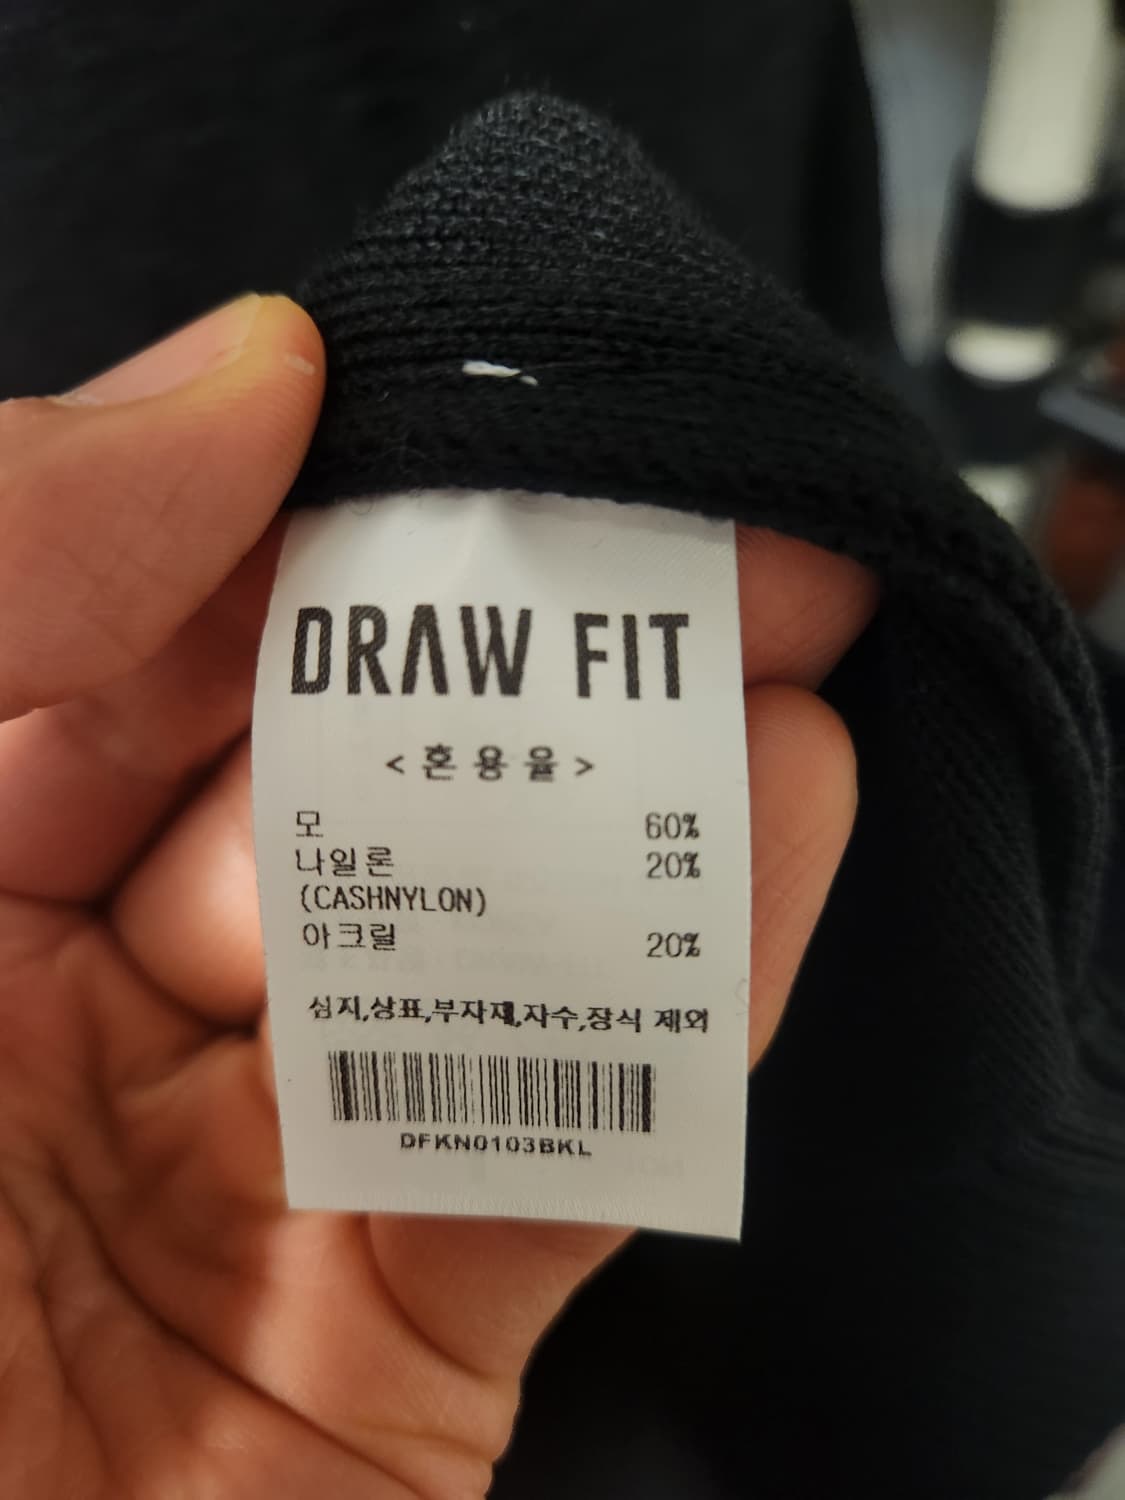 DRAW FIT
<혼용율>
모 60%
나일론 20%
(CASHNYLON)
아크릴 20%
심지,상표,부자재,자수,장식 제외
DFKN0103BKL